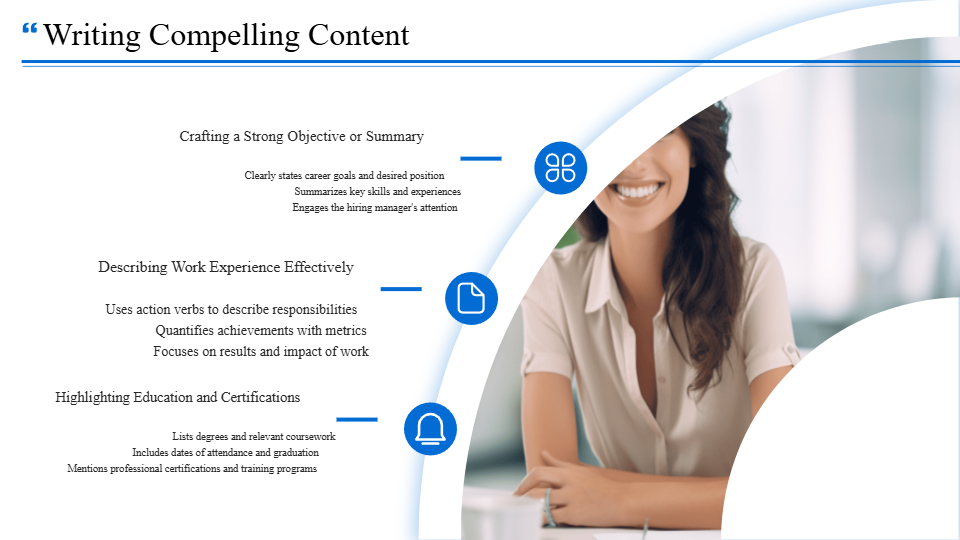 “ Writing Compelling Content
Crafting a Strong Objective or Summary
Clearly states career goals and desired position
Summarizes key skills and experiences
Engages the hiring manager's attention
Describing Work Experience Effectively
Uses action verbs to describe responsibilities
Quantifies achievements with metrics
Focuses on results and impact of work
Highlighting Education and Certifications
Lists degrees and relevant coursework
Includes dates of attendance and graduation
Mentions professional certifications and training programs